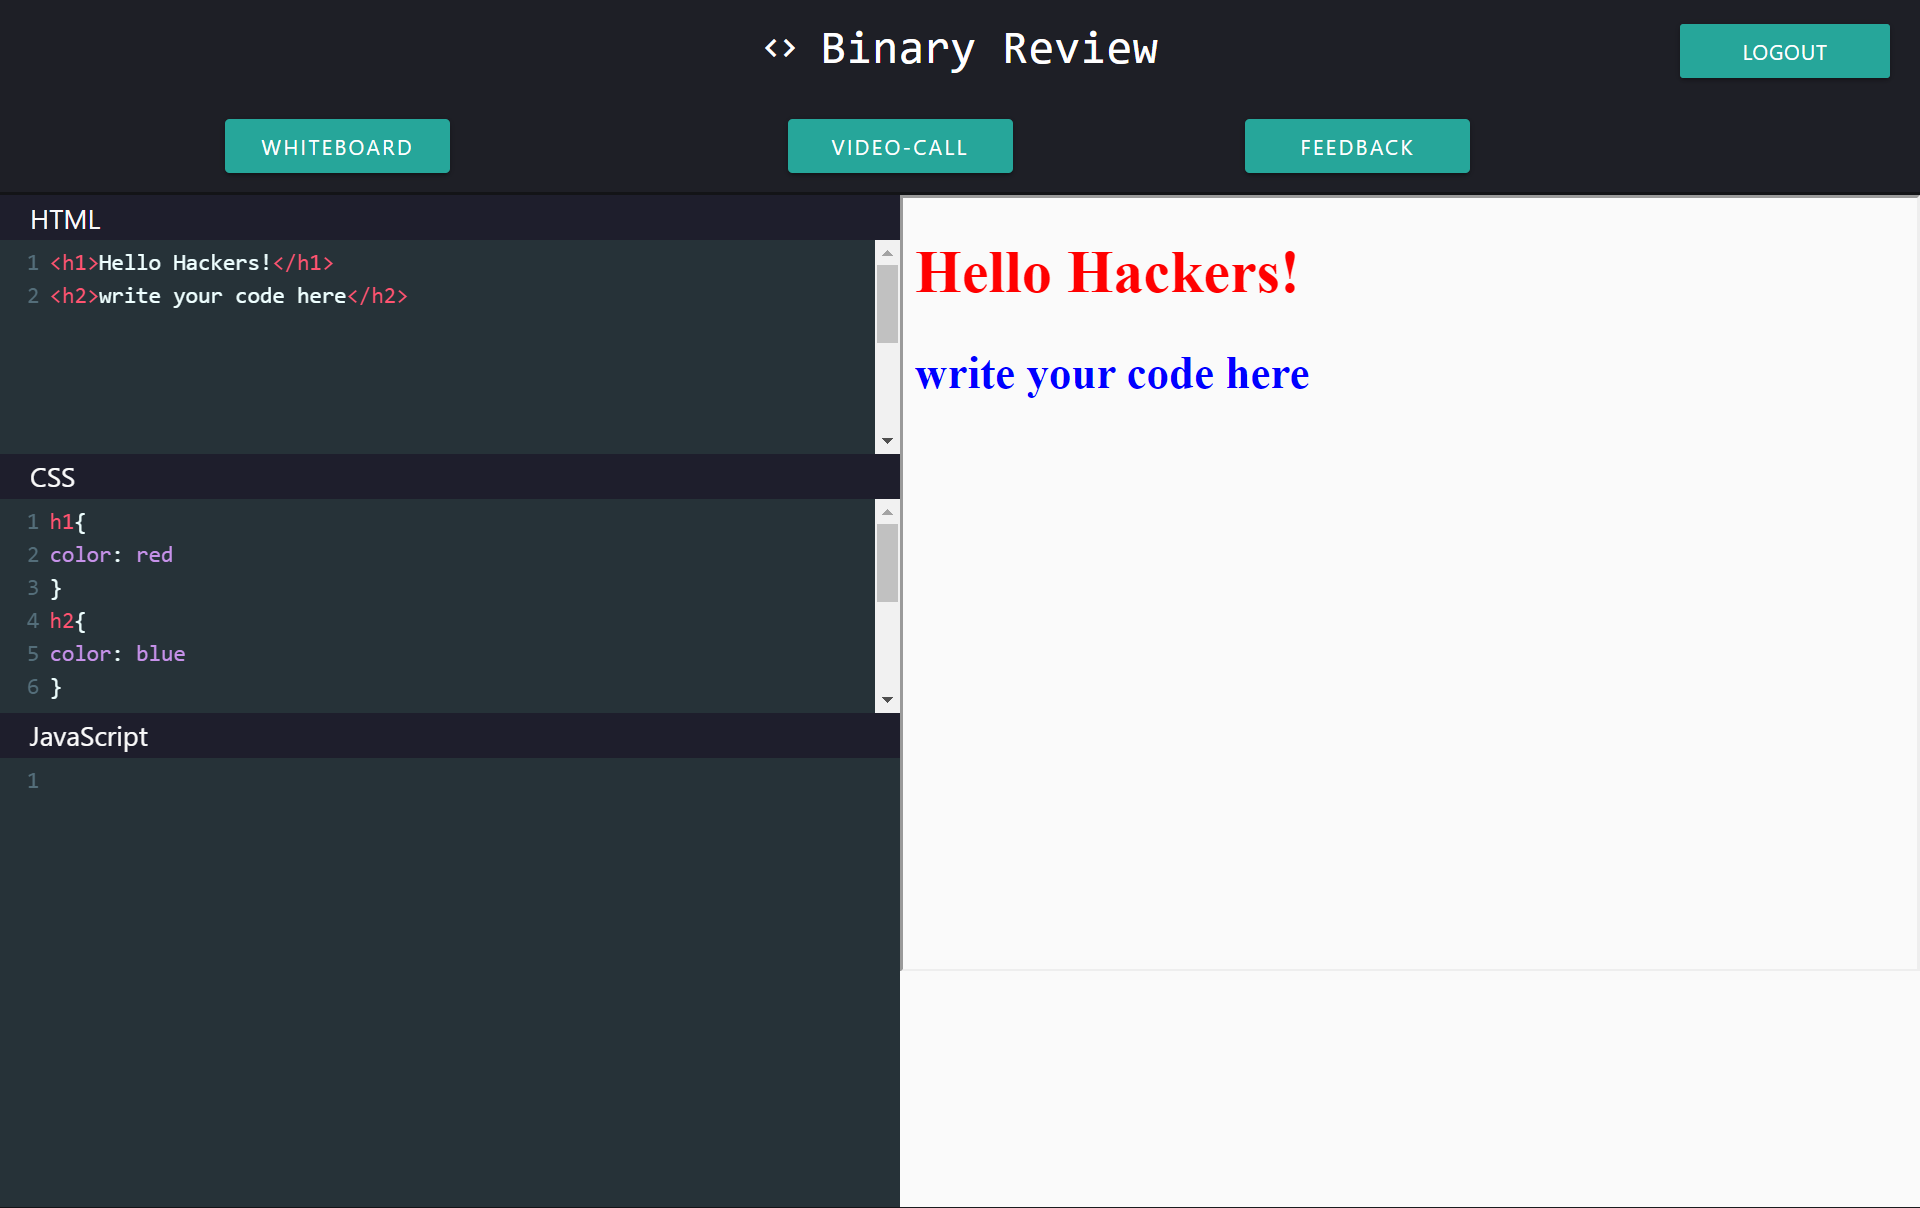 <> Binary Review
LOGOUT
WHITEBOARD
VIDEO-CALL
FEEDBACK
HTML
1 <h1>Hello Hackers!</h1>
2 <h2>write your code here</h2>
CSS
1 h1{
2 color: red
3 }
4 h2{
5 color: blue
6 }
JavaScript
1
Hello Hackers!
write your code here